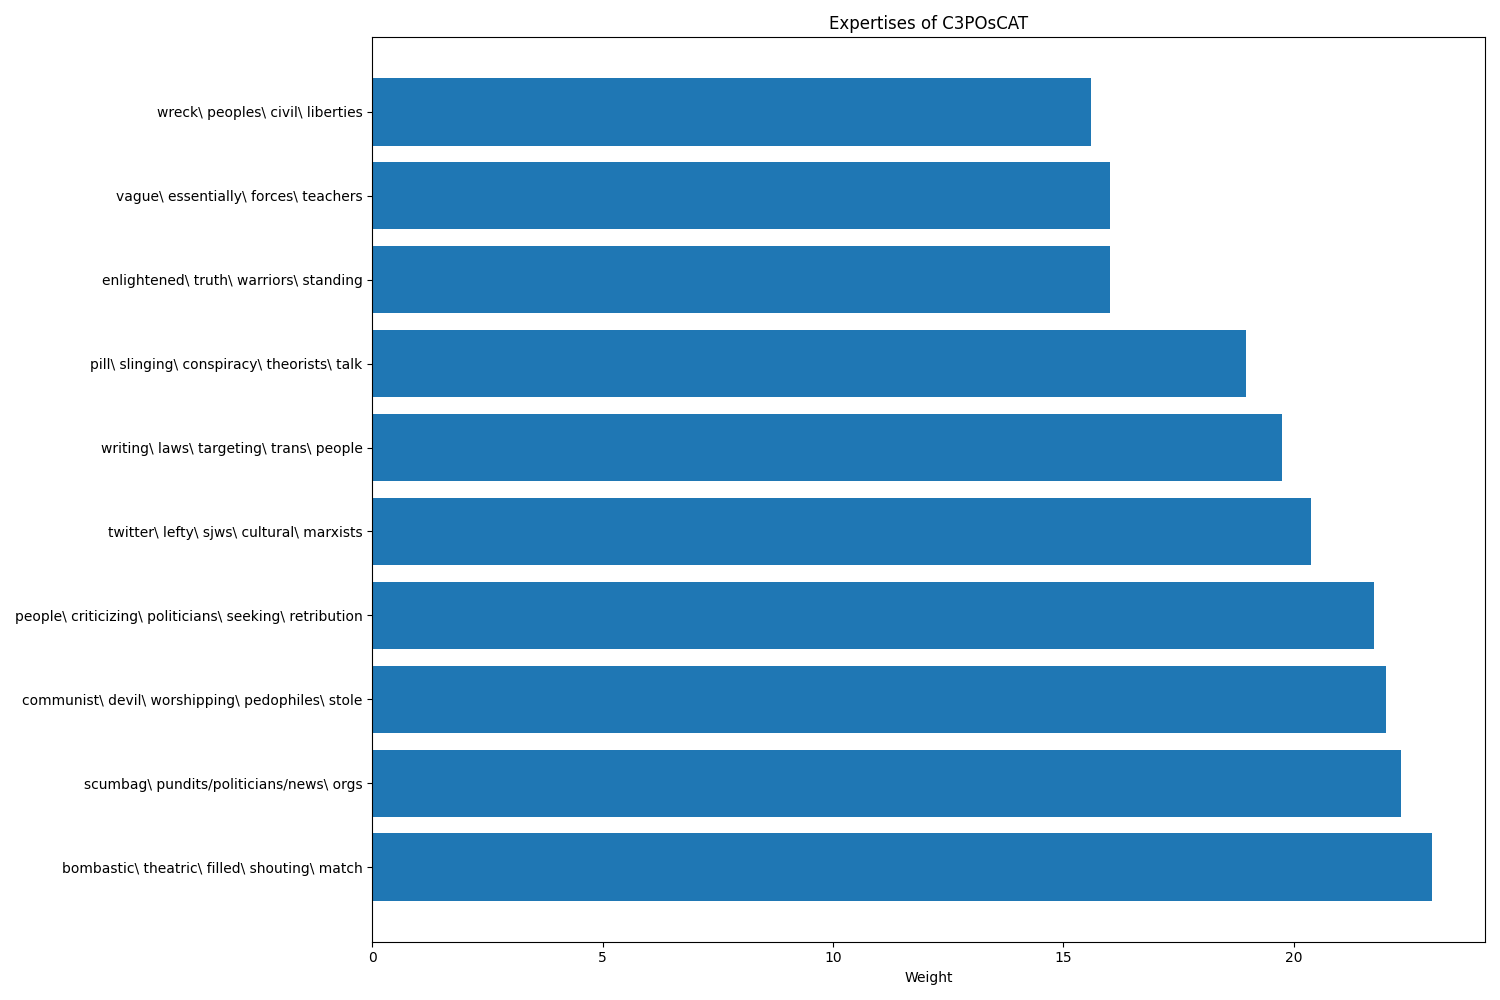 Expertises of C3POsCAT
wreck\ peoples\ civil\ liberties
vague\ essentially\ forces\ teachers
enlightened\ truth\ warriors\ standing
pill\ slinging\ conspiracy\ theorists\ talk
writing\ laws\ targeting\ trans\ people
twitter\ lefty\ sjws\ cultural\ marxists
people\ criticizing\ politicians\ seeking\ retribution
communist\ devil\ worshipping\ pedophiles\ stole
scumbag\ pundits/politicians/news\ orgs
bombastic\ theatric\ filled\ shouting\ match
0 5 10 15 20
Weight